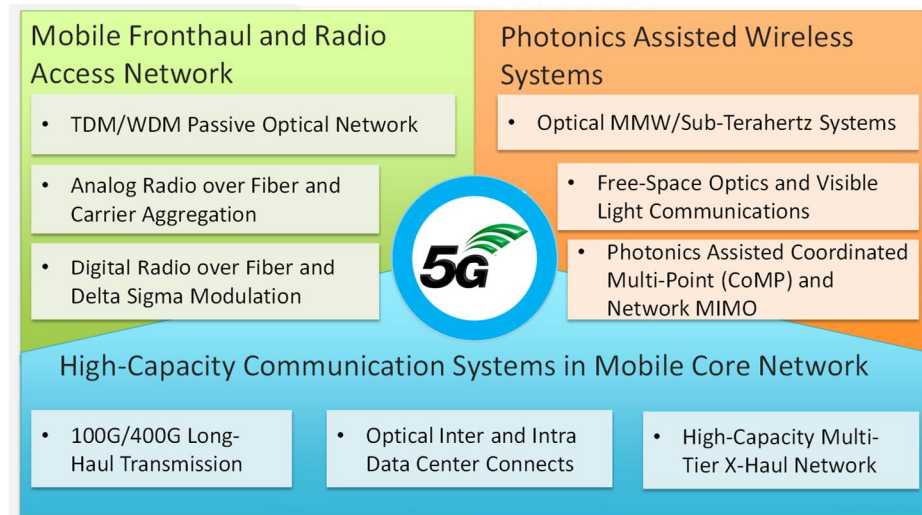 Mobile Fronthaul and Radio
Access Network
• TDM/WDM Passive Optical Network
• Analog Radio over Fiber and
Carrier Aggregation
• Digital Radio over Fiber and
Delta Sigma Modulation
Photonics Assisted Wireless
Systems
• Optical MMW/Sub-Terahertz Systems
• Free-Space Optics and Visible
Light Communications
• Photonics Assisted Coordinated
Multi-Point (CoMP) and
Network MIMO
5G
High-Capacity Communication Systems in Mobile Core Network
• 100G/400G Long-
Haul Transmission
• Optical Inter and Intra
Data Center Connects
• High-Capacity Multi-
Tier X-Haul Network